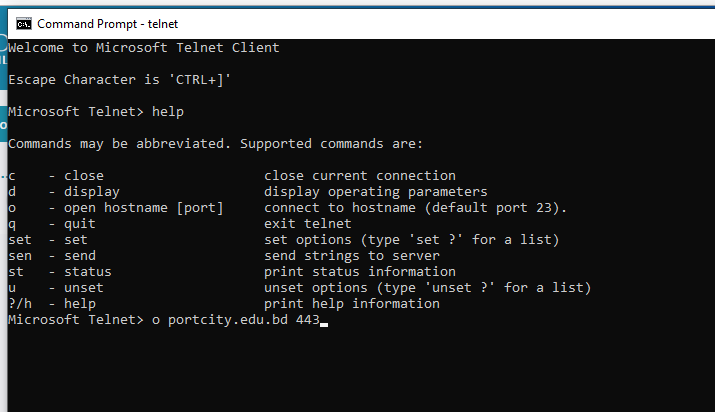 Command Prompt - telnet
Welcome to Microsoft Telnet Client
Escape Character is 'CTRL+]'
Microsoft Telnet> help
Commands may be abbreviated. Supported commands are:
c    - close                    close current connection
d    - display                  display operating parameters
o    - open hostname [port]     connect to hostname (default port 23).
q    - quit                     exit telnet
set  - set                      set options (type 'set ?' for a list)
sen  - send                     send strings to server
st   - status                   print status information
u    - unset                    unset options (type 'unset ?' for a list)
?/h  - help                     print help information
Microsoft Telnet> o portcity.edu.bd 443